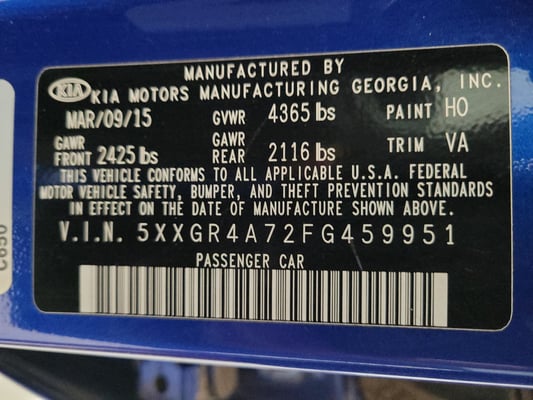 MANUFACTURED BY
KIA KIA MOTORS MANUFACTURING GEORGIA, INC.
MAR/09/15 GVWR 4365 lbs PAINT HO
GAWR FRONT 2425 lbs GAWR REAR 2116 lbs TRIM VA
THIS VEHICLE CONFORMS TO ALL APPLICABLE U.S.A. FEDERAL
MOTOR VEHICLE SAFETY, BUMPER, AND THEFT PREVENTION STANDARDS
IN EFFECT ON THE DATE OF MANUFACTURE SHOWN ABOVE.
V.I.N. 5XXGR4A72FG459951
PASSENGER CAR